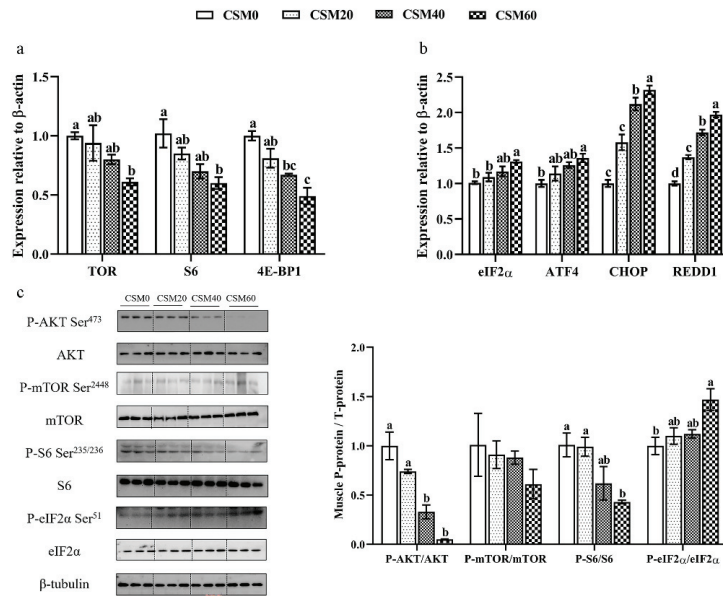 CSM0 CSM20 CSM40 CSM60
a
Expression relative to β-actin
1.5
1.0
0.5
0.0
a ab ab b
a ab ab b
a ab bc c
TOR S6 4E-BP1
b
Expression relative to β-actin
2.5
2.0
1.5
1.0
0.5
0.0
b b ab a
b ab ab a
c c b a
d c b a
eIF2α ATF4 CHOP REDD1
c
CSM0 CSM20 CSM40 CSM60
P-AKT Ser473
AKT
P-mTOR Ser2448
mTOR
P-S6 Ser235/236
S6
P-eIF2α Ser51
eIF2α
β-tubulin
Muscle P-protein / T-protein
2.0
1.5
1.0
0.5
0.0
a a b b
a a ab ab
b ab ab a
P-AKT/AKT P-mTOR/mTOR P-S6/S6 P-eIF2α/eIF2α